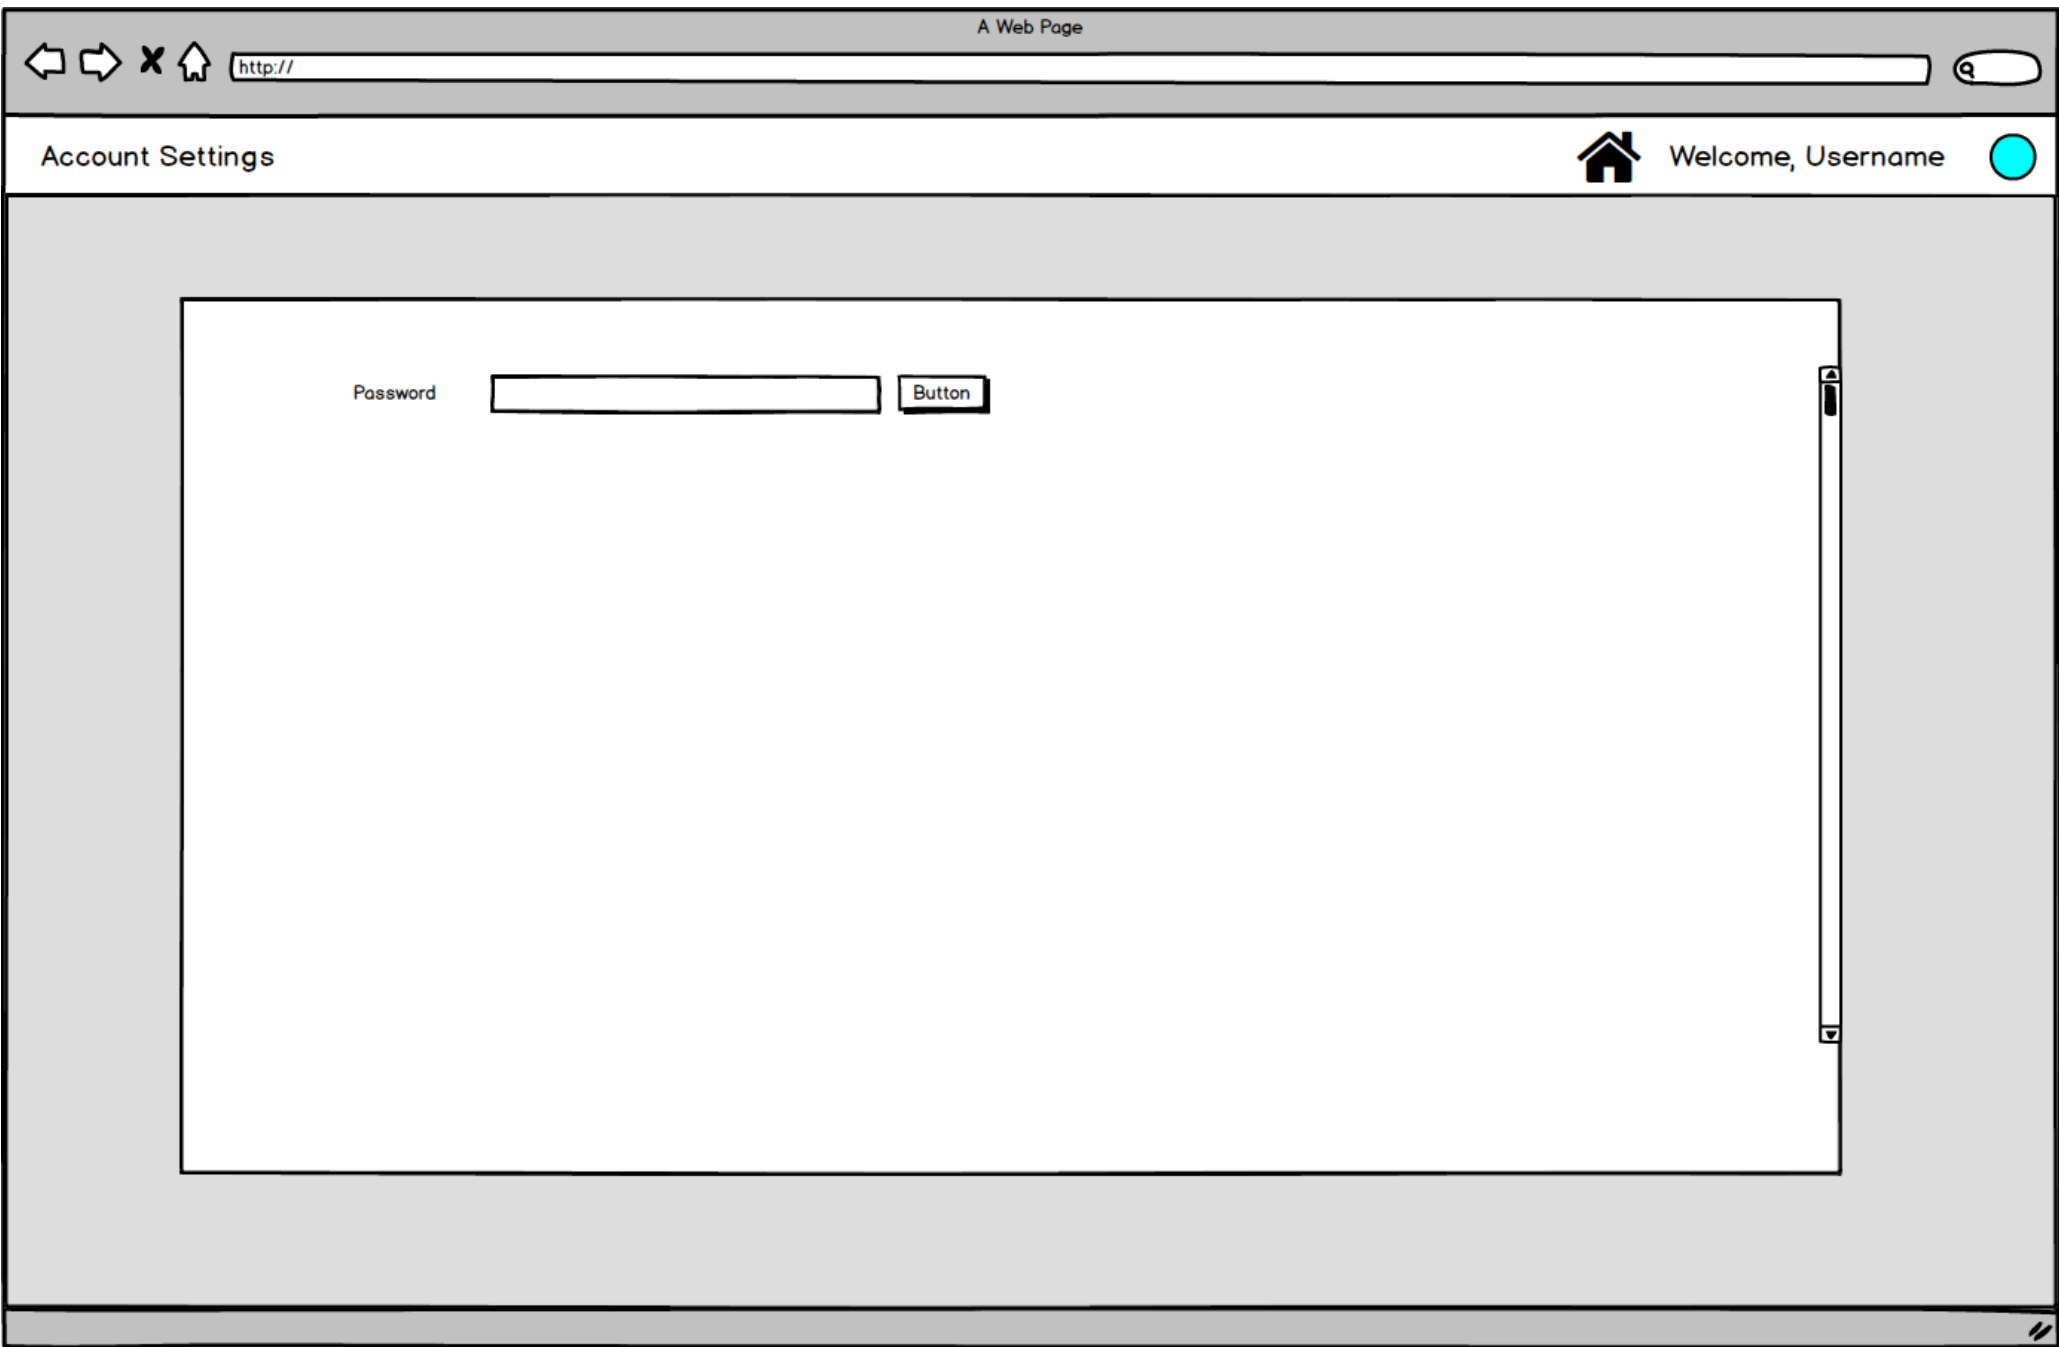 A Web Page
http://
Account Settings
Welcome, Username
Password
Button